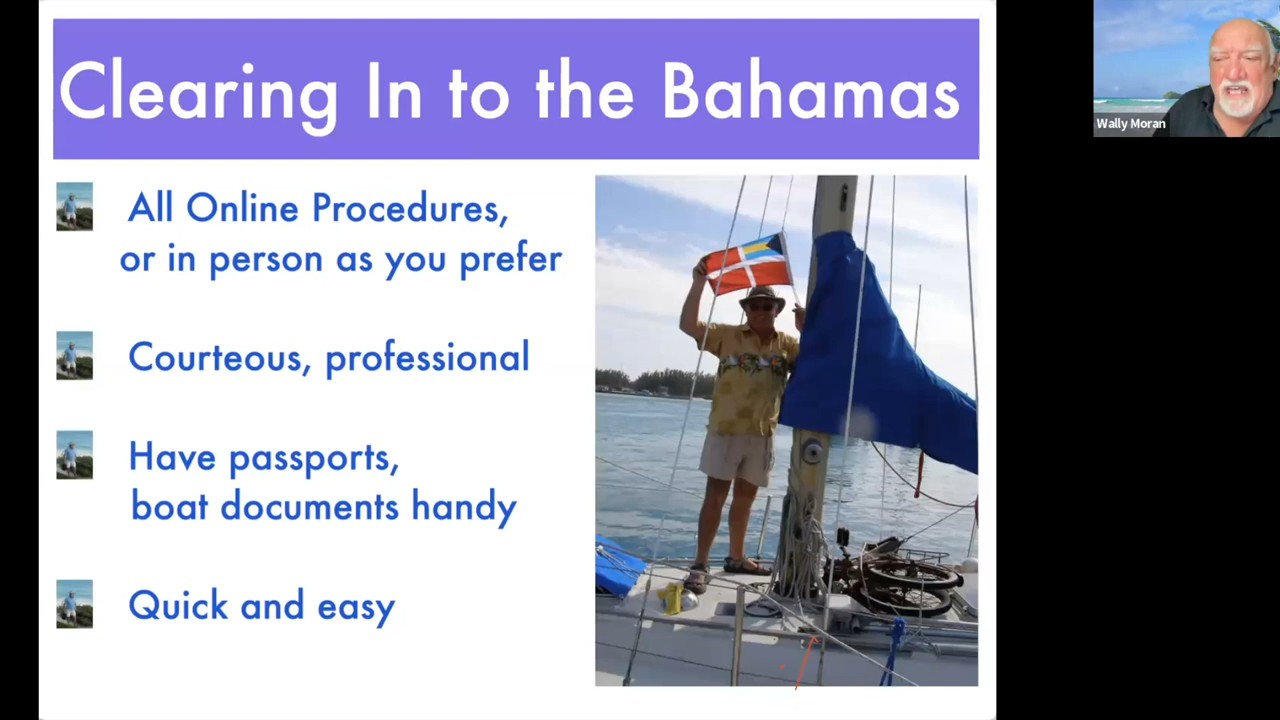 Clearing In to the Bahamas
All Online Procedures,
or in person as you prefer
Courteous, professional
Have passports,
boat documents handy
Quick and easy
Wally Moran